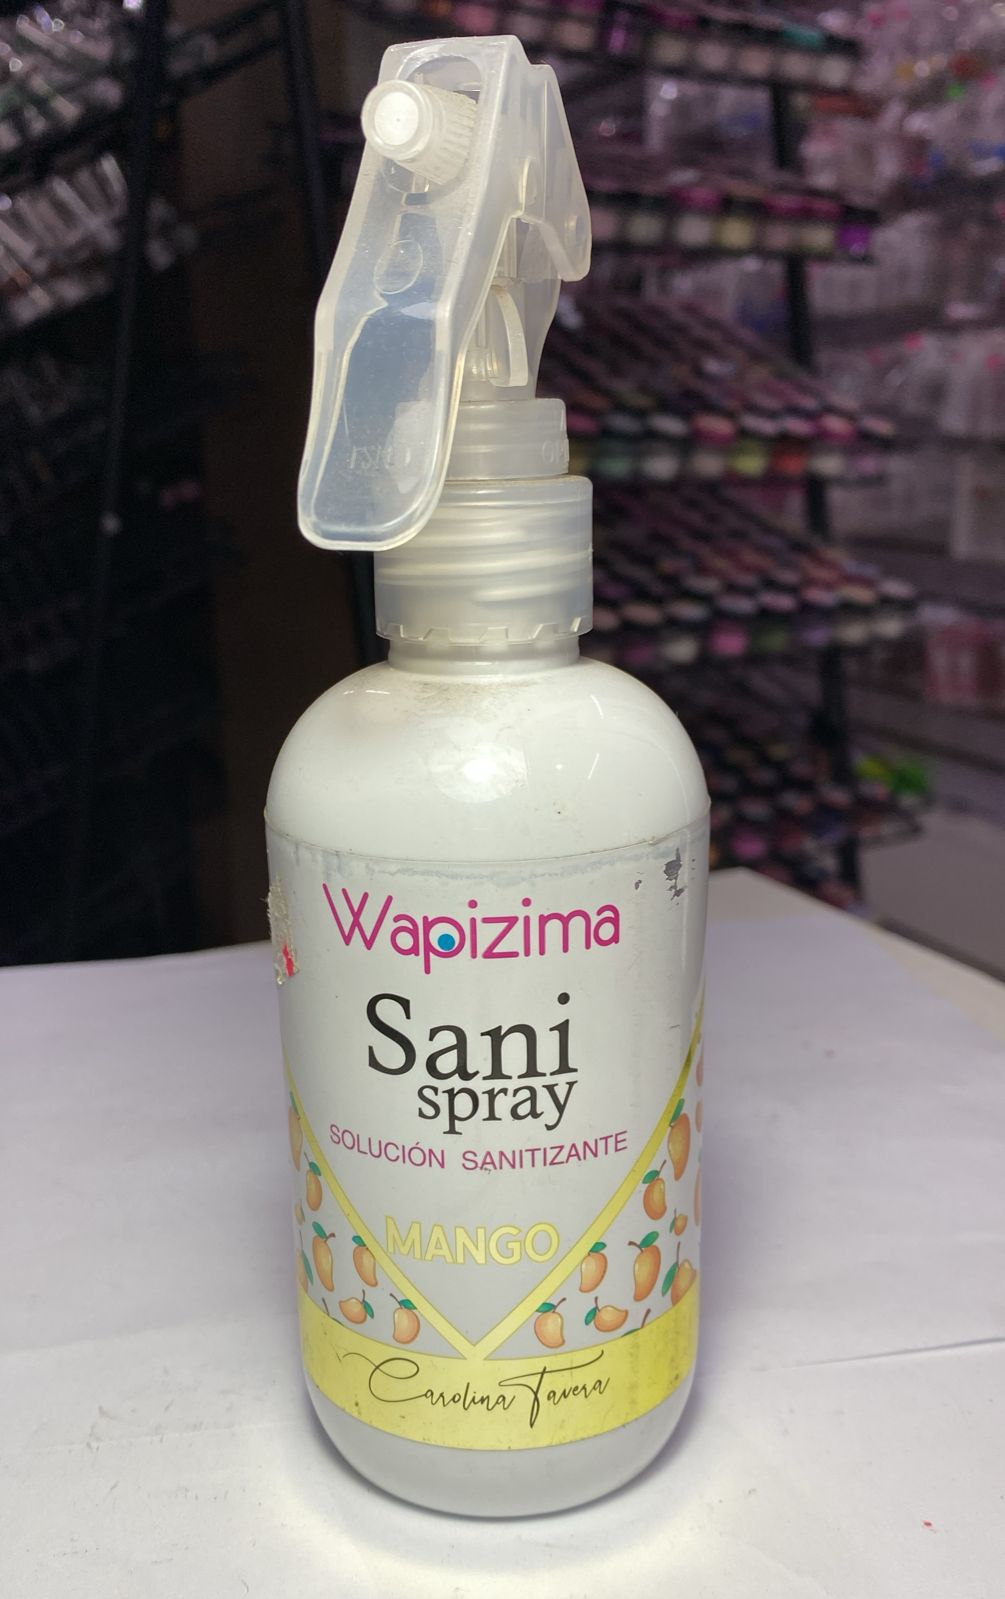 Wapizima
Sani
spray
SOLUCIÓN SANITIZANTE
MANGO
Carolina Tavera